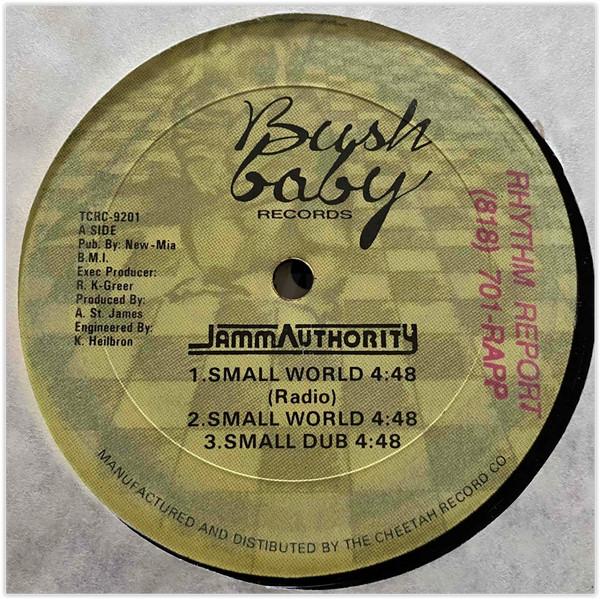 Bush
baby
RECORDS
TCRC-9201
A SIDE
Pub. By: New-Mia
B.M.I.
Exec Producer:
R. K-Greer
Produced By:
A. St. James
Engineered By:
K. Heilbron
JAMMAUTHORITY
1.SMALL WORLD 4:48
(Radio)
2.SMALL WORLD 4:48
3.SMALL DUB 4:48
MANUFACTURED AND DISTIBUTED BY THE CHEETAH RECORD CO.
RHYTHM REPORT
(818) 701-RAPP